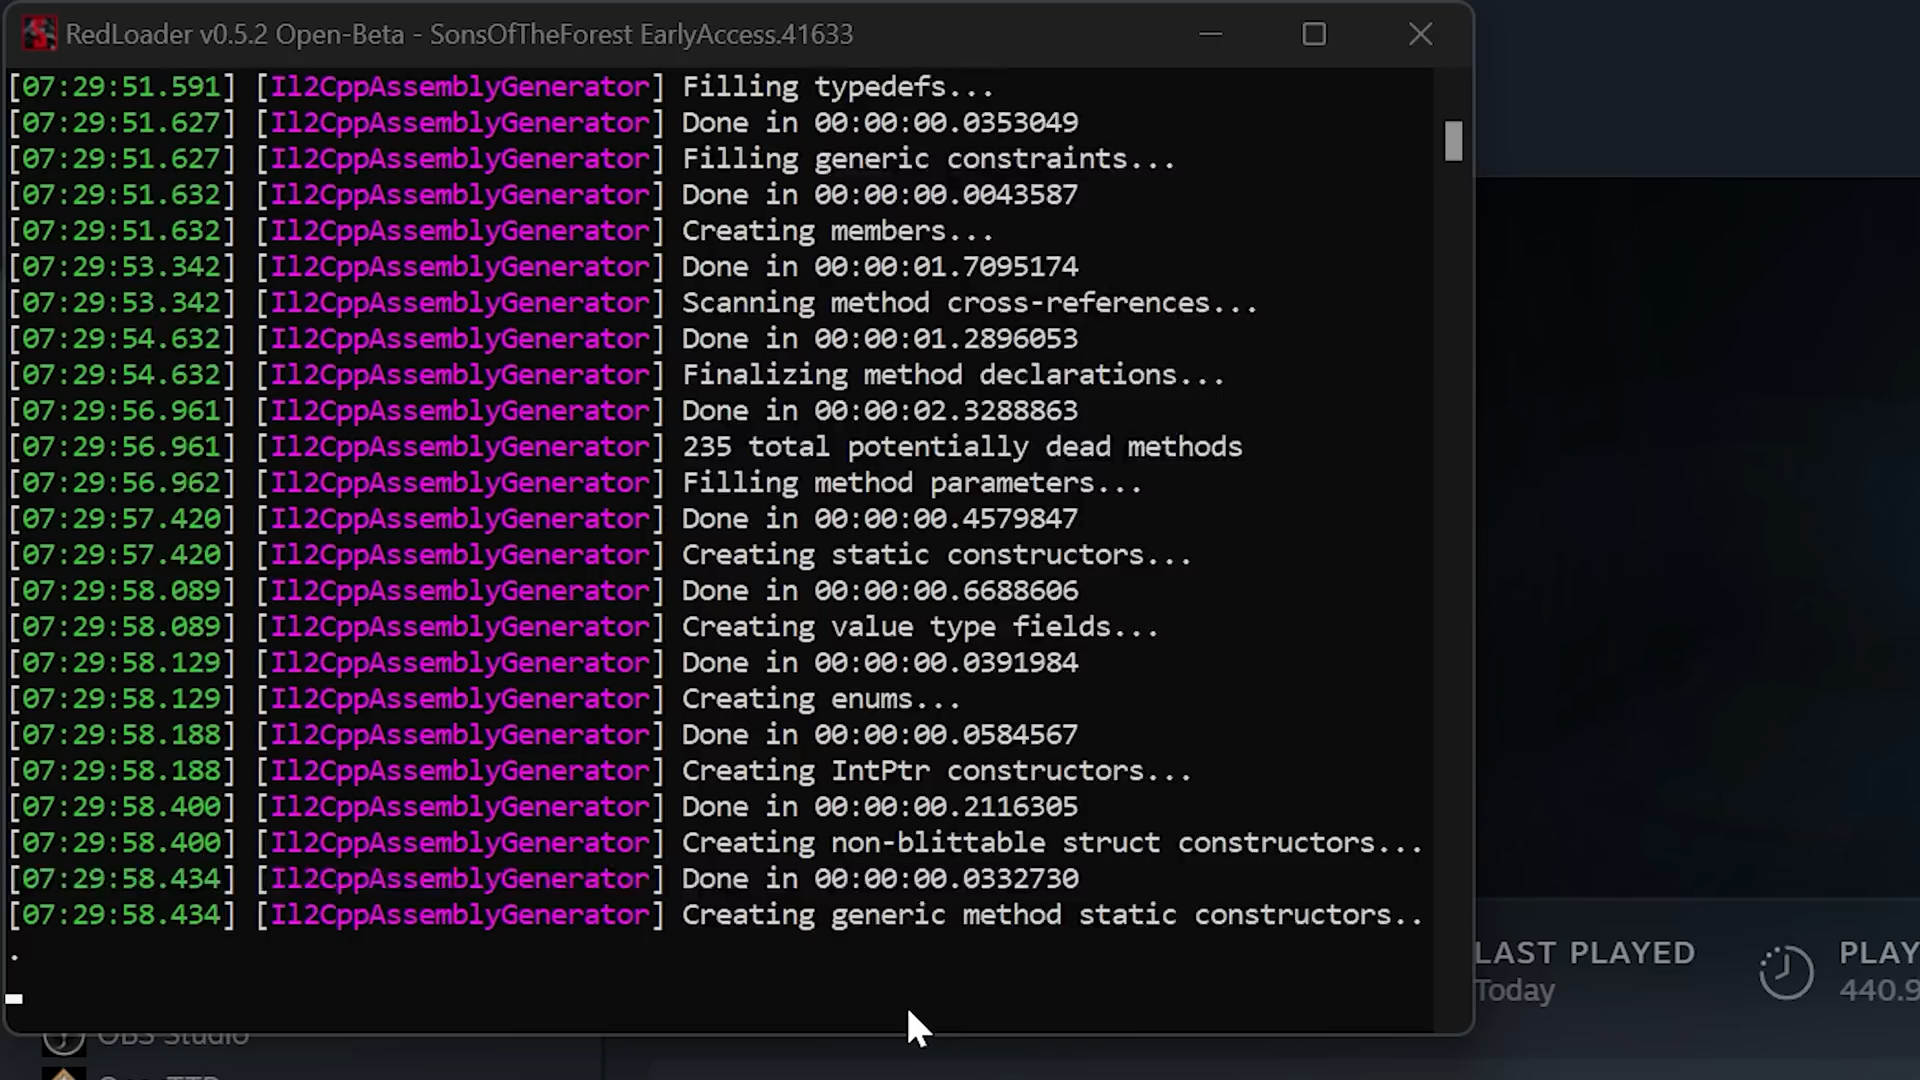 RedLoader v0.5.2 Open-Beta - SonsOfTheForest EarlyAccess.41633
[07:29:51.591] [Il2CppAssemblyGenerator] Filling typedefs...
[07:29:51.627] [Il2CppAssemblyGenerator] Done in 00:00:00.0353049
[07:29:51.627] [Il2CppAssemblyGenerator] Filling generic constraints...
[07:29:51.632] [Il2CppAssemblyGenerator] Done in 00:00:00.0043587
[07:29:51.632] [Il2CppAssemblyGenerator] Creating members...
[07:29:53.342] [Il2CppAssemblyGenerator] Done in 00:00:01.7095174
[07:29:53.342] [Il2CppAssemblyGenerator] Scanning method cross-references...
[07:29:54.632] [Il2CppAssemblyGenerator] Done in 00:00:01.2896053
[07:29:54.632] [Il2CppAssemblyGenerator] Finalizing method declarations...
[07:29:56.961] [Il2CppAssemblyGenerator] Done in 00:00:02.3288863
[07:29:56.961] [Il2CppAssemblyGenerator] 235 total potentially dead methods
[07:29:56.962] [Il2CppAssemblyGenerator] Filling method parameters...
[07:29:57.420] [Il2CppAssemblyGenerator] Done in 00:00:00.4579847
[07:29:57.420] [Il2CppAssemblyGenerator] Creating static constructors...
[07:29:58.089] [Il2CppAssemblyGenerator] Done in 00:00:00.6688606
[07:29:58.089] [Il2CppAssemblyGenerator] Creating value type fields...
[07:29:58.129] [Il2CppAssemblyGenerator] Done in 00:00:00.0391984
[07:29:58.129] [Il2CppAssemblyGenerator] Creating enums...
[07:29:58.188] [Il2CppAssemblyGenerator] Done in 00:00:00.0584567
[07:29:58.188] [Il2CppAssemblyGenerator] Creating IntPtr constructors...
[07:29:58.400] [Il2CppAssemblyGenerator] Done in 00:00:00.2116305
[07:29:58.400] [Il2CppAssemblyGenerator] Creating non-blittable struct constructors...
[07:29:58.434] [Il2CppAssemblyGenerator] Done in 00:00:00.0332730
[07:29:58.434] [Il2CppAssemblyGenerator] Creating generic method static constructors..
.
LAST PLAYED
Today
PLAY
440.9
OBS Studio